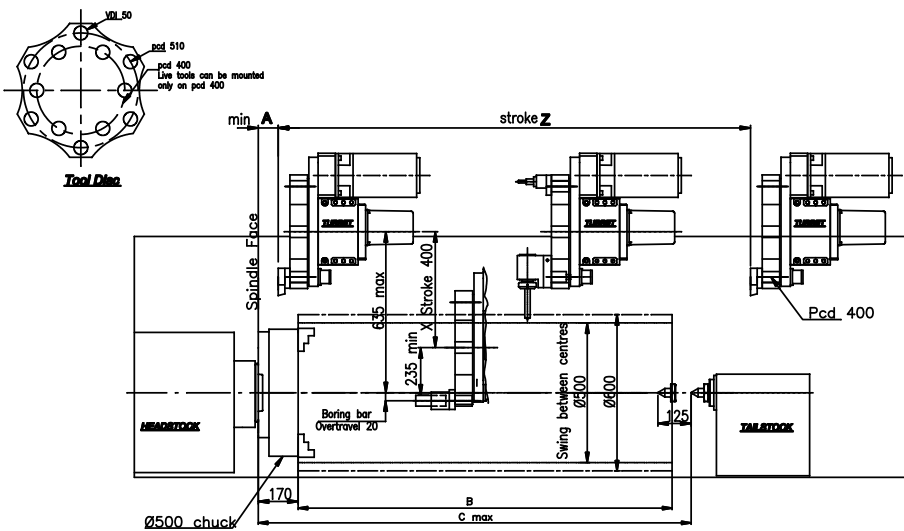 VDI 50
pcd 510
pcd 400
Live tools can be mounted
only on pcd 400
Tool Disc
min A
stroke Z
Spindle Face
TURRET
TURRET
TURRET
635 max
X Stroke 400
235 min
Pcd 400
Boring bar
Overtravel 20
Swing between centres
Ø500
Ø600
125
HEADSTOCK
TAILSTOCK
170
B
C max
Ø500 chuck